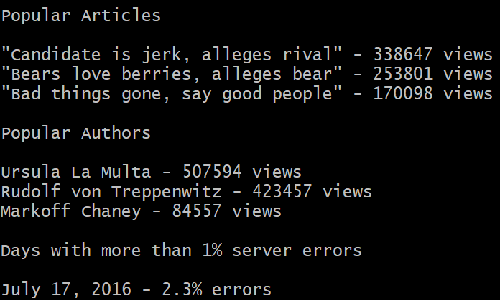 Popular Articles
"Candidate is jerk, alleges rival" - 338647 views
"Bears love berries, alleges bear" - 253801 views
"Bad things gone, say good people" - 170098 views
Popular Authors
Ursula La Multa - 507594 views
Rudolf von Treppenwitz - 423457 views
Markoff Chaney - 84557 views
Days with more than 1% server errors
July 17, 2016 - 2.3% errors